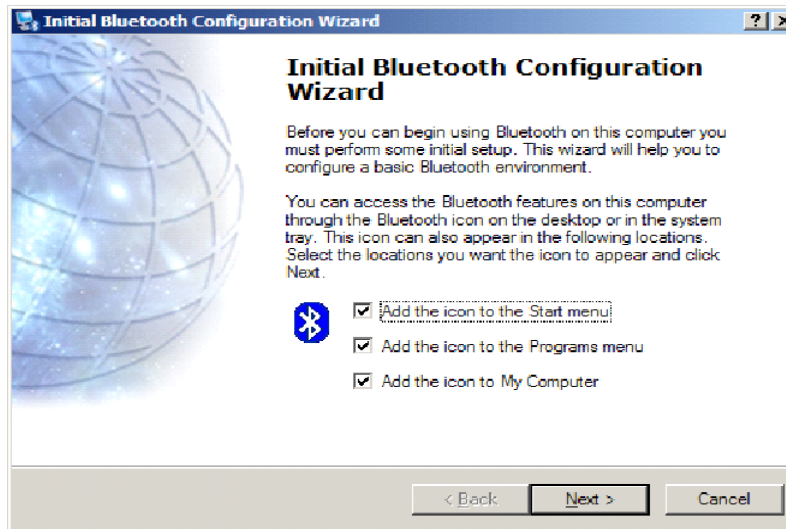 Initial Bluetooth Configuration Wizard
Initial Bluetooth Configuration
Wizard
Before you can begin using Bluetooth on this computer you
must perform some initial setup. This wizard will help you to
configure a basic Bluetooth environment.
You can access the Bluetooth features on this computer
through the Bluetooth icon on the desktop or in the system
tray. This icon can also appear in the following locations.
Select the locations you want the icon to appear and click
Next.
Add the icon to the Start menu
Add the icon to the Programs menu
Add the icon to My Computer
< Back Next > Cancel